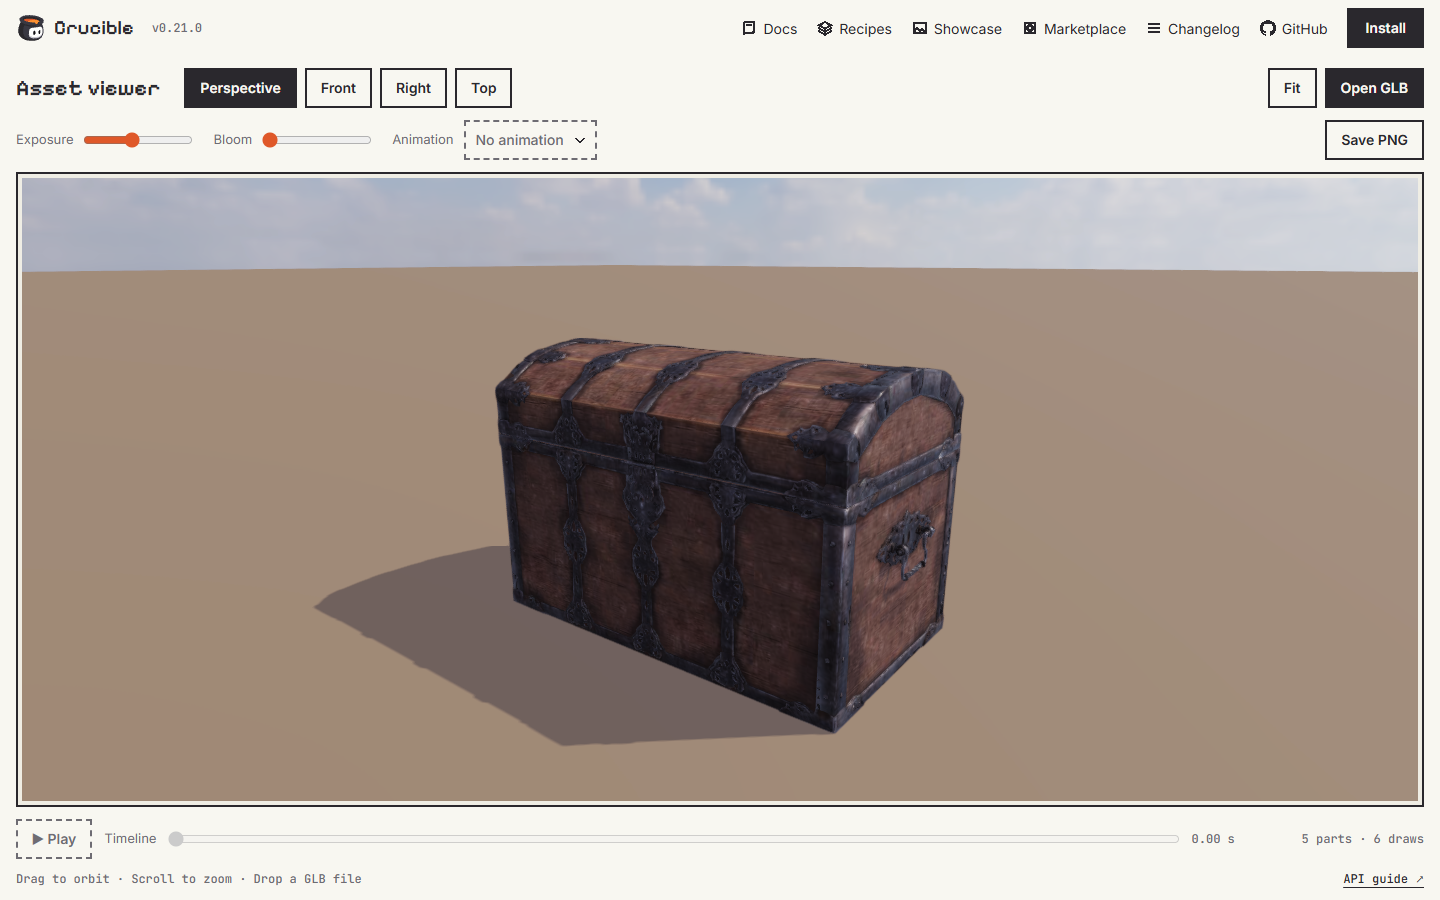 Crucible v0.21.0 Docs Recipes Showcase Marketplace Changelog GitHub Install
Asset viewer Perspective Front Right Top Fit Open GLB
Exposure Bloom Animation No animation Save PNG
Play Timeline 0.00 s 5 parts · 6 draws
Drag to orbit · Scroll to zoom · Drop a GLB file API guide ↗